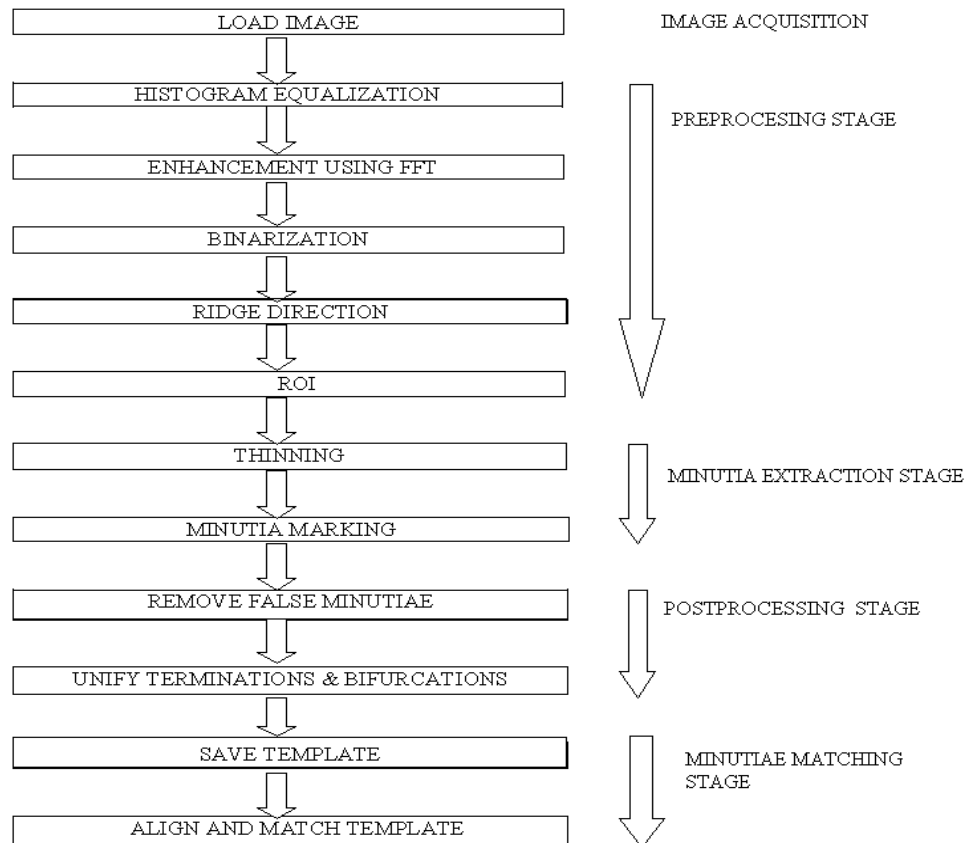 LOAD IMAGE
IMAGE ACQUISITION
HISTOGRAM EQUALIZATION
PREPROCESING STAGE
ENHANCEMENT USING FFT
BINARIZATION
RIDGE DIRECTION
ROI
THINNING
MINUTIA EXTRACTION STAGE
MINUTIA MARKING
REMOVE FALSE MINUTIAE
POSTPROCESSING STAGE
UNIFY TERMINATIONS & BIFURCATIONS
SAVE TEMPLATE
MINUTIAE MATCHING
STAGE
ALIGN AND MATCH TEMPLATE